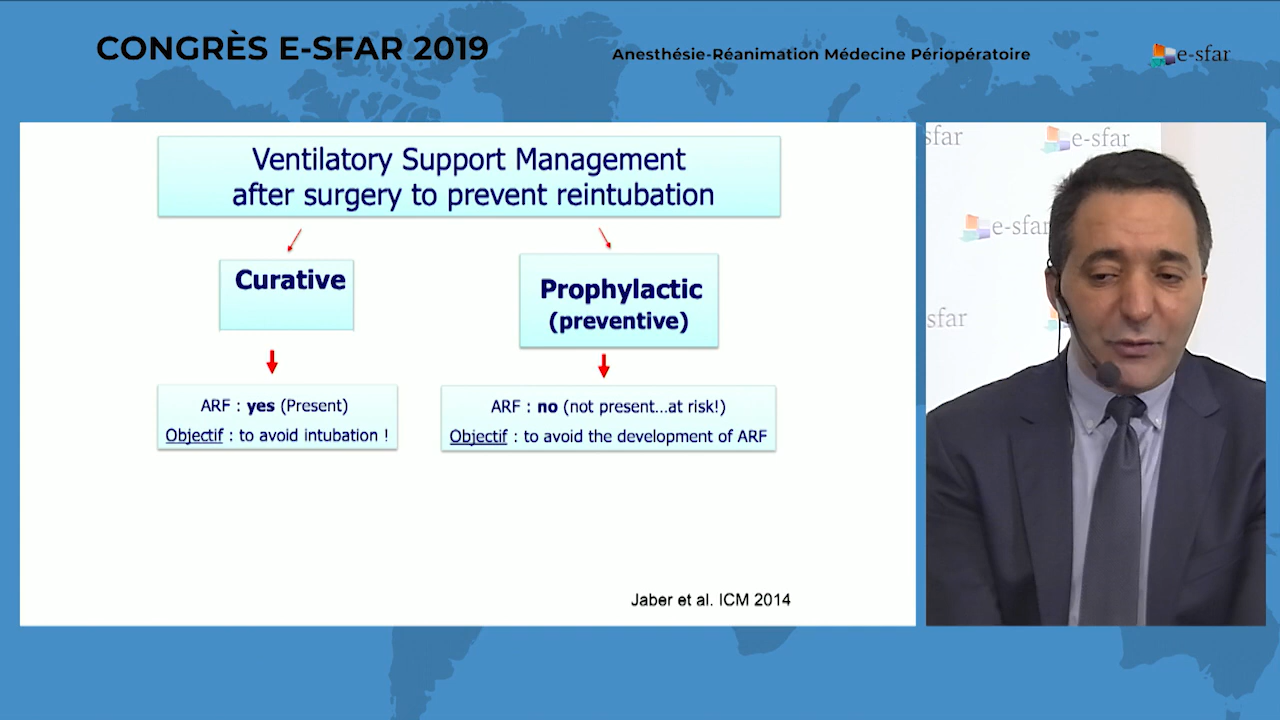 CONGRÈS E-SFAR 2019
Anesthésie-Réanimation Médecine Périopératoire
e-sfar
Ventilatory Support Management
after surgery to prevent reintubation
Curative
Prophylactic
(preventive)
ARF : yes (Present)
Objectif : to avoid intubation !
ARF : no (not present...at risk!)
Objectif : to avoid the development of ARF
Jaber et al. ICM 2014
sfar
e-sfar
e-sfar
sfar